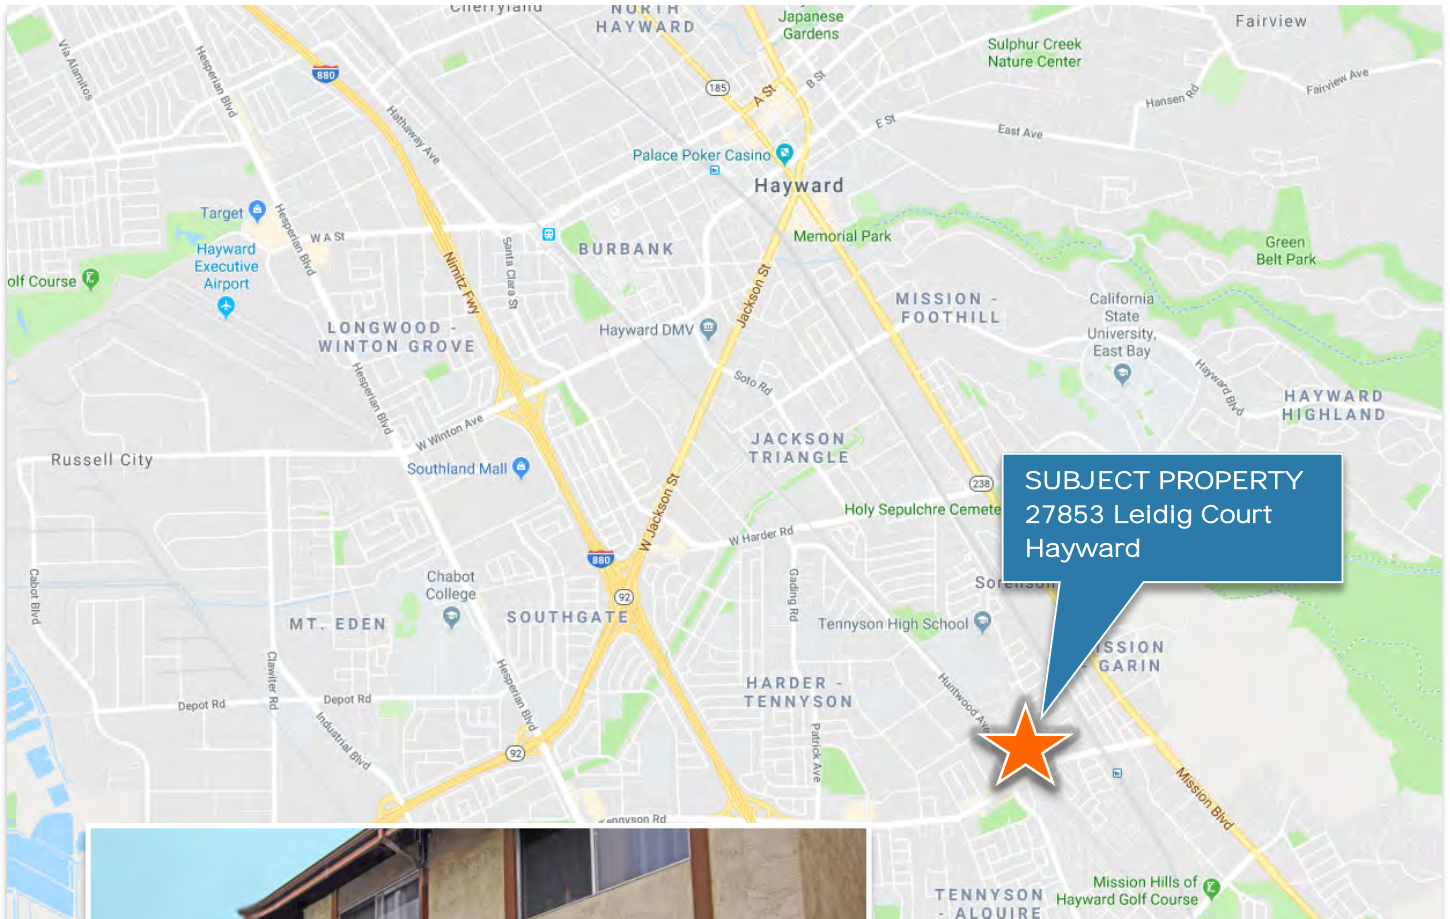 Cherryland
NORTH
HAYWARD
Japanese
Gardens
Fairview
Sulphur Creek
Nature Center
Via Alamitos
Hesperian Blvd
880
185
A St
B St
Hansen Rd
Fairview Ave
Hathaway Ave
E St
East Ave
Palace Poker Casino
Hayward
Target
Hesperian Blvd
W A St
Santa Clara St
BURBANK
Memorial Park
Green
Belt Park
Hayward
Executive
Airport
olf Course
Nimitz Fwy
Jackson St
MISSION -
FOOTHILL
California
State
University,
East Bay
LONGWOOD -
WINTON GROVE
Hayward DMV
Soto Rd
Hesperian Blvd
Hayward Blvd
HAYWARD
HIGHLAND
W Winton Ave
JACKSON
TRIANGLE
Russell City
Southland Mall
238
SUBJECT PROPERTY
27853 Leidig Court
Hayward
Holy Sepulchre Cemete
W Jackson St
W Harder Rd
880
Cabot Blvd
Chabot
College
92
Gading Rd
Sorenson
MT. EDEN
SOUTHGATE
Tennyson High School
ISSION
- GARIN
Clawiter Rd
Hesperian Blvd
HARDER -
TENNYSON
Huntwood Ave
Depot Rd
Depot Rd
Industrial Blvd
Patrick Ave
92
Mission Blvd
ennyson Rd
TENNYSON
- ALQUIRE
Mission Hills of
Hayward Golf Course